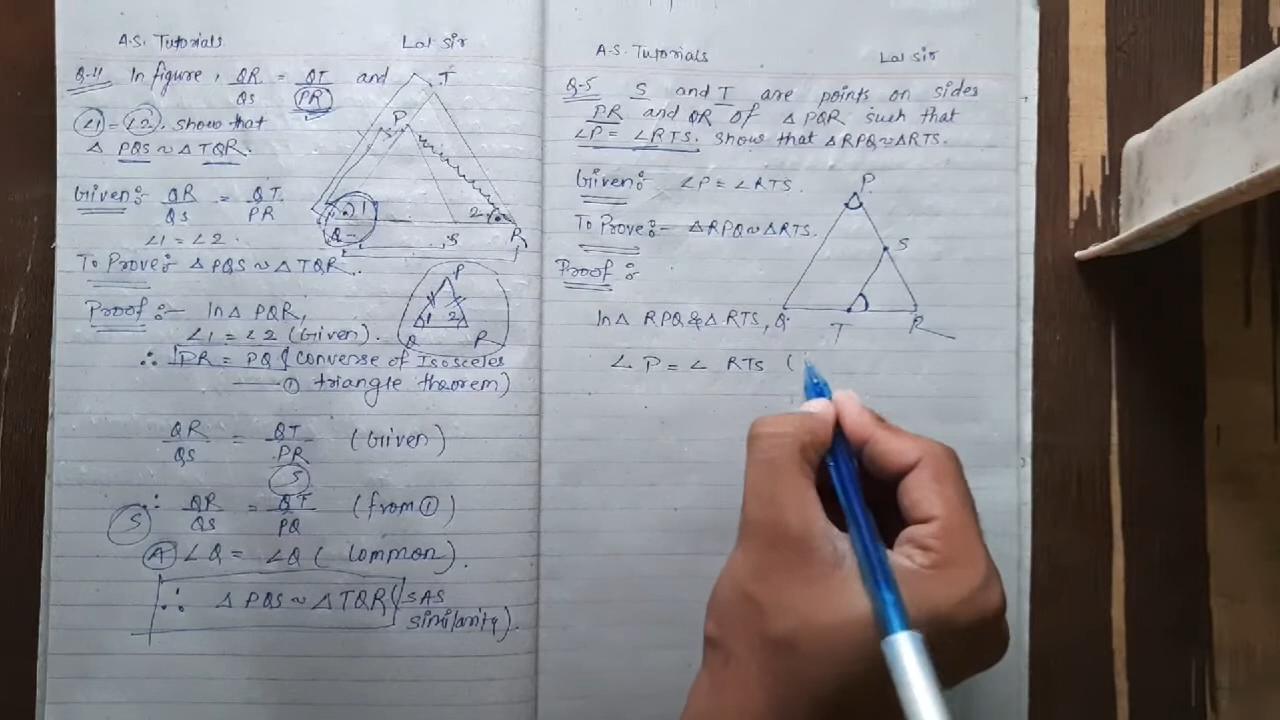 A.S. Tutorials Lal sir
Q-11 In figure, QR/QS = QT/PR and
∠1 = ∠2. show that
△ PQS ~ △ TQR.
Given:- QR/QS = QT/PR
∠1 = ∠2.
To Prove:- △ PQS ~ △ TQR.
Proof:- In △ PQR,
∠1 = ∠2 (Given).
∴ PR = PQ (converse of Isosceles
—① triangle theorem)
QR/QS = QT/PR (Given)
S
∴ QR/QS = QT/PQ (from ①)
S
A ∠Q = ∠Q (common).
∴ △ PQS ~ △ TQR (SAS
similarity).
T
P
1
2
Q
S
R
P
1
2
Q
R
A.S. Tutorials Lal sir
Q-5 S and T are points on sides
PR and QR of △ PQR such that
∠P = ∠RTS. Show that △RPQ ~ △RTS.
Given:- ∠P = ∠RTS.
To Prove:- △RPQ ~ △RTS.
Proof:
In △ RPQ & △ RTS,
∠ P = ∠ RTS (
P
S
Q
T
R